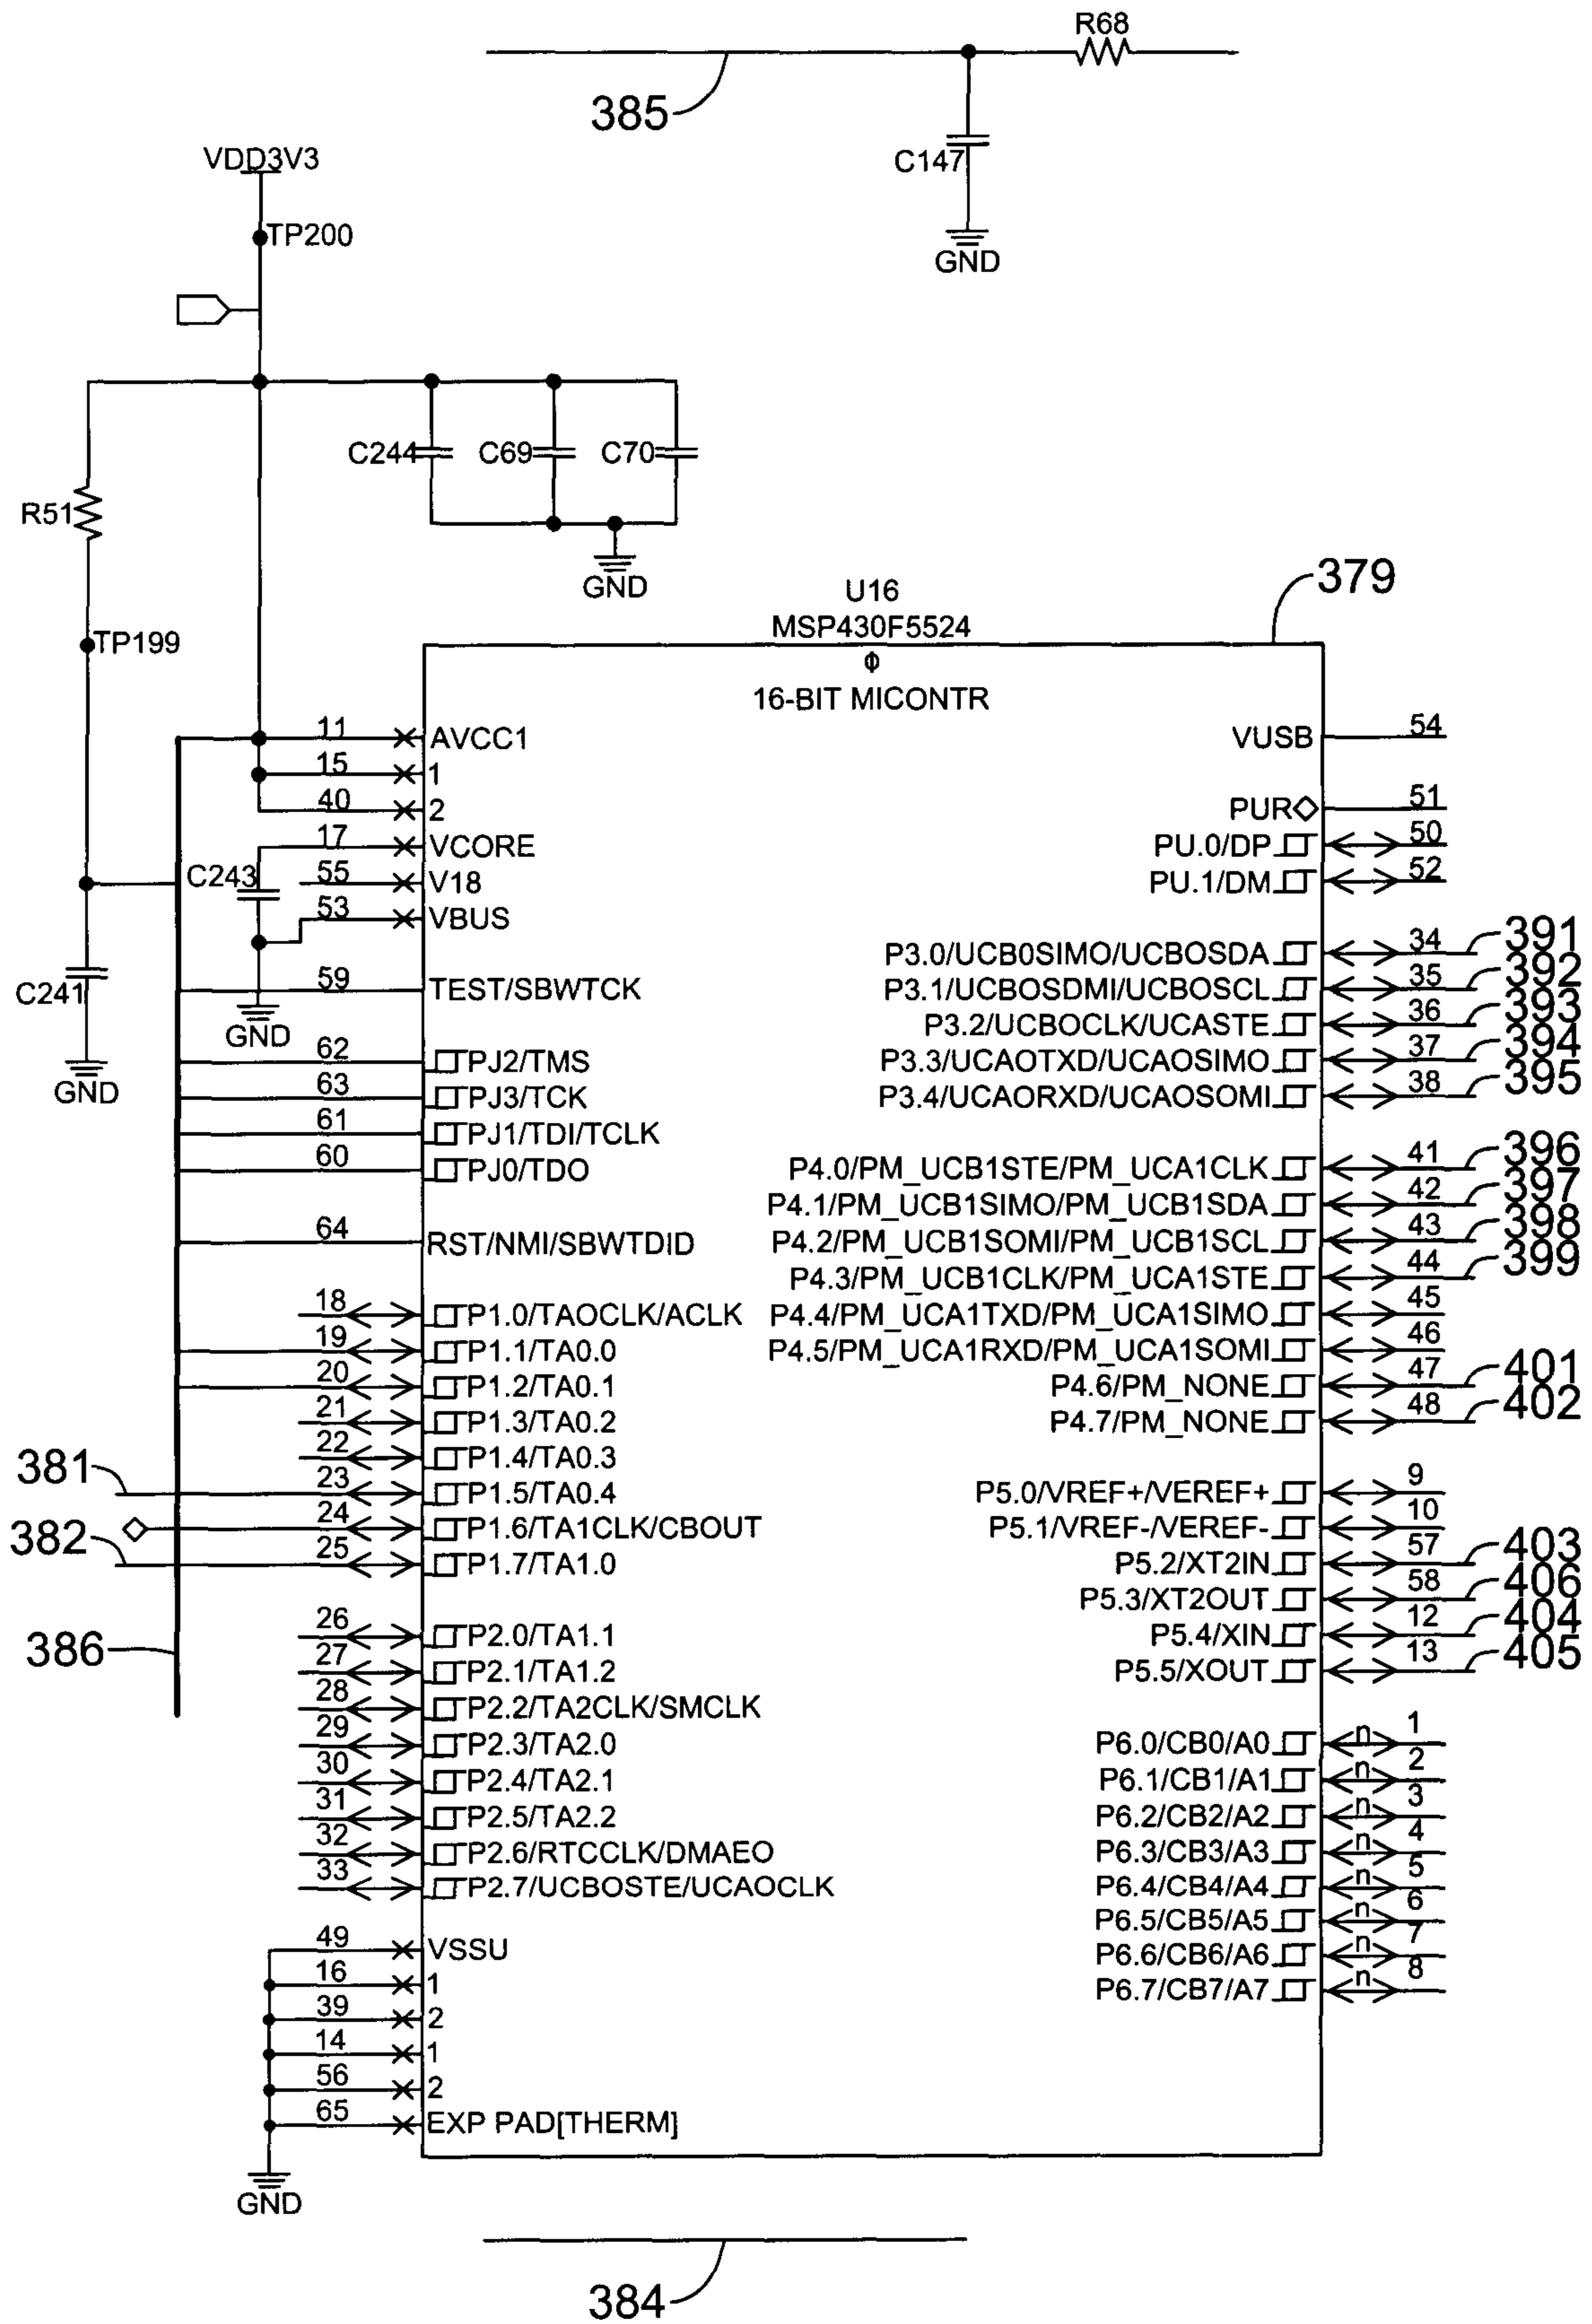 R68
385
C147
GND
VDD3V3
TP200
C244 C69 C70
R51
GND
379
U16
MSP430F5524
TP199
Φ
16-BIT MICONTR
11 AVCC1 VUSB 54
15 1
40 2 PUR 51
17 VCORE PU.0/DP 50
C243 55 V18 PU.1/DM 52
53 VBUS
P3.0/UCB0SIMO/UCBOSDA 34 391
C241 59 TEST/SBWTCK P3.1/UCBOSDMI/UCBOSCL 35 392
GND P3.2/UCBOCLK/UCASTE 36 393
62 PJ2/TMS P3.3/UCAOTXD/UCAOSIMO 37 394
GND 63 PJ3/TCK P3.4/UCAORXD/UCAOSOMI 38 395
61 PJ1/TDI/TCLK
60 PJ0/TDO P4.0/PM_UCB1STE/PM_UCA1CLK 41 396
P4.1/PM_UCB1SIMO/PM_UCB1SDA 42 397
64 RST/NMI/SBWTDID P4.2/PM_UCB1SOMI/PM_UCB1SCL 43 398
P4.3/PM_UCB1CLK/PM_UCA1STE 44 399
18 P1.0/TAOCLK/ACLK P4.4/PM_UCA1TXD/PM_UCA1SIMO 45
19 P1.1/TA0.0 P4.5/PM_UCA1RXD/PM_UCA1SOMI 46
20 P1.2/TA0.1 P4.6/PM_NONE 47 401
21 P1.3/TA0.2 P4.7/PM_NONE 48 402
22 P1.4/TA0.3
381 23 P1.5/TA0.4 P5.0/VREF+/VEREF+ 9
24 P1.6/TA1CLK/CBOUT P5.1/VREF-/VEREF- 10
382 25 P1.7/TA1.0 P5.2/XT2IN 57 403
P5.3/XT2OUT 58 406
386 26 P2.0/TA1.1 P5.4/XIN 12 404
27 P2.1/TA1.2 P5.5/XOUT 13 405
28 P2.2/TA2CLK/SMCLK
29 P2.3/TA2.0 P6.0/CB0/A0 n 1
30 P2.4/TA2.1 P6.1/CB1/A1 n 2
31 P2.5/TA2.2 P6.2/CB2/A2 n 3
32 P2.6/RTCCLK/DMAEO P6.3/CB3/A3 n 4
33 P2.7/UCBOSTE/UCAOCLK P6.4/CB4/A4 n 5
P6.5/CB5/A5 n 6
49 VSSU P6.6/CB6/A6 n 7
16 1 P6.7/CB7/A7 n 8
39 2
14 1
56 2
65 EXP PAD[THERM]
GND
384